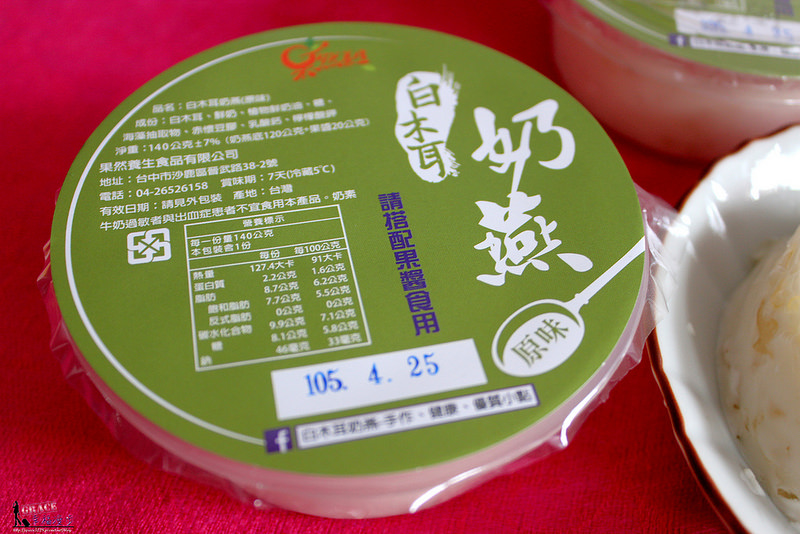 品名：白木耳奶燕(原味)
成份：白木耳、鮮奶、植物鮮奶油、糖、
海藻抽取物、赤槐豆膠、乳酸鈣、檸檬酸鉀
淨重：140公克±7% (奶燕底120公克+果醬20公克)
果然養生食品有限公司
地址：台中市沙鹿區晉武路38-2號
電話：04-26526158 賞味期：7天(冷藏5℃)
有效日期：請見外包裝 產地：台灣
牛奶過敏者與出血症患者不宜食用本產品。奶素
營養標示
每一份量140公克
本包裝含1份
每份 每100公克
熱量 127.4大卡 91大卡
蛋白質 2.2公克 1.6公克
脂肪 8.7公克 6.2公克
飽和脂肪 7.7公克 5.5公克
反式脂肪 0公克 0公克
碳水化合物 9.9公克 7.1公克
糖 8.1公克 5.8公克
鈉 46毫克 33毫克
白木耳
奶燕
請搭配果醬食用
原味
105. 4. 25
白木耳奶燕-手作、健康、優質小點
105. 4. 25
GRACE